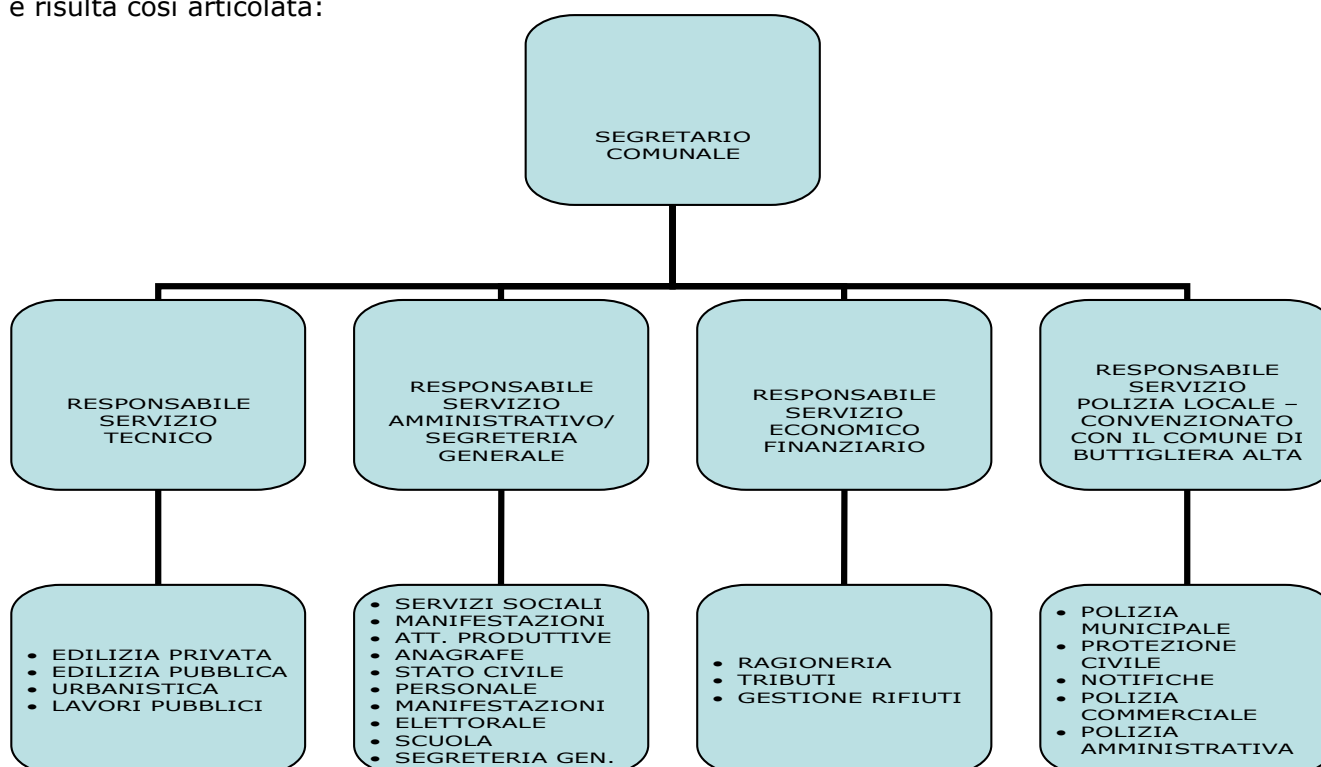 e risulta così articolata:
SEGRETARIO
COMUNALE
RESPONSABILE
SERVIZIO
TECNICO
RESPONSABILE
SERVIZIO
AMMINISTRATIVO/
SEGRETERIA
GENERALE
RESPONSABILE
SERVIZIO
ECONOMICO
FINANZIARIO
RESPONSABILE
SERVIZIO
POLIZIA LOCALE –
CONVENZIONATO
CON IL COMUNE DI
BUTTIGLIERA ALTA
• EDILIZIA PRIVATA
• EDILIZIA PUBBLICA
• URBANISTICA
• LAVORI PUBBLICI
• SERVIZI SOCIALI
• MANIFESTAZIONI
• ATT. PRODUTTIVE
• ANAGRAFE
• STATO CIVILE
• PERSONALE
• MANIFESTAZIONI
• ELETTORALE
• SCUOLA
• SEGRETERIA GEN.
• RAGIONERIA
• TRIBUTI
• GESTIONE RIFIUTI
• POLIZIA
MUNICIPALE
• PROTEZIONE
CIVILE
• NOTIFICHE
• POLIZIA
COMMERCIALE
• POLIZIA
AMMINISTRATIVA